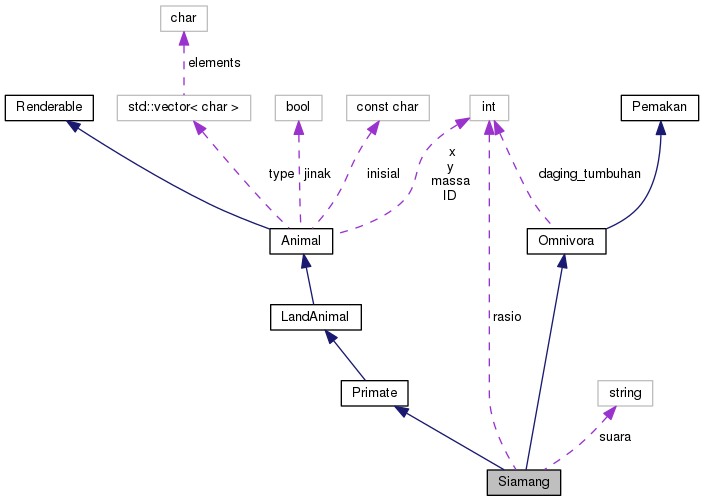 char
elements
Renderable
std::vector< char >
bool
const char
int
Pemakan
type
jinak
inisial
x
y
massa
ID
daging_tumbuhan
Animal
Omnivora
LandAnimal
rasio
Primate
string
suara
Siamang